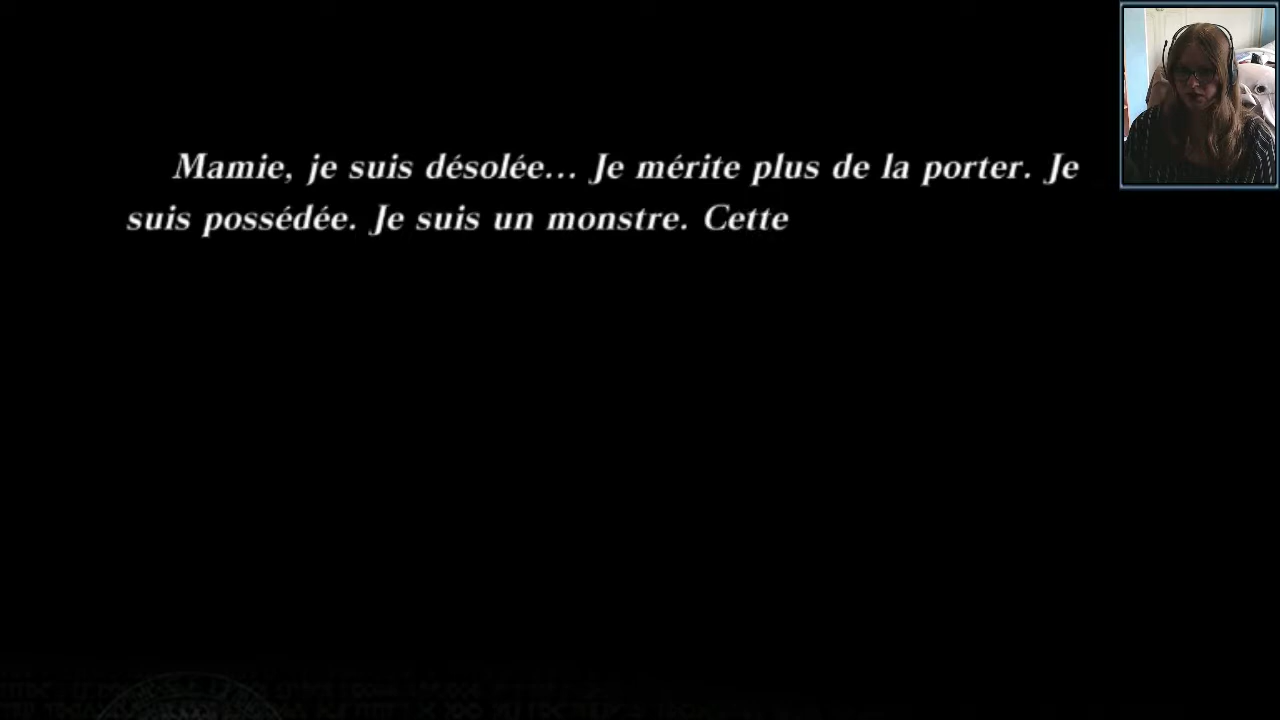 Mamie, je suis désolée... Je mérite plus de la porter. Je
suis possédée. Je suis un monstre. Cette